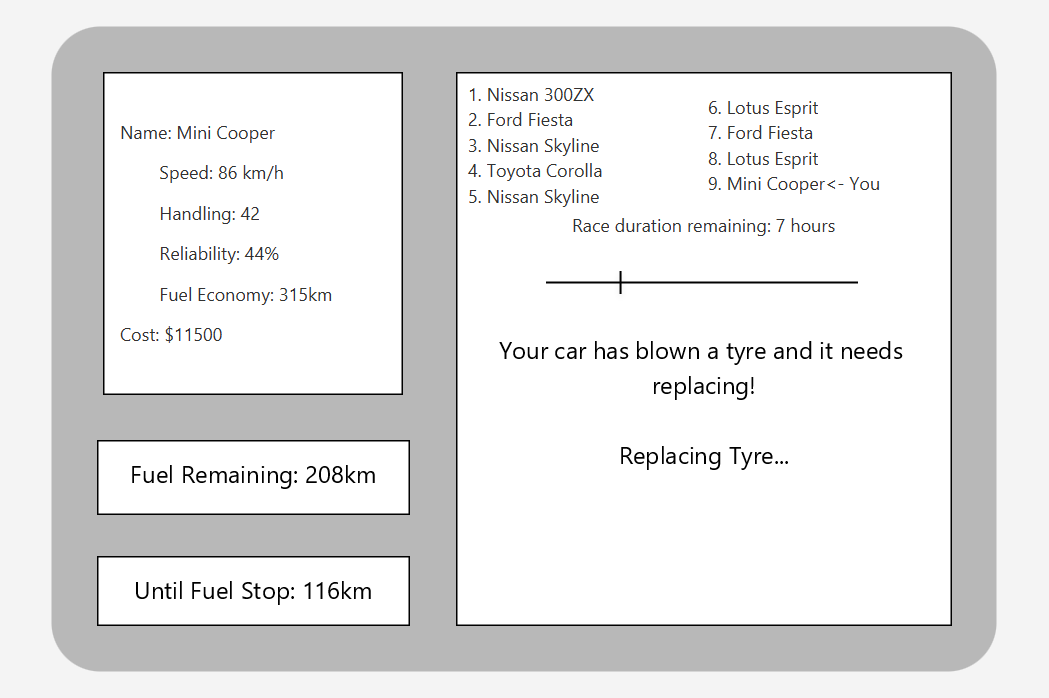 Name: Mini Cooper
Speed: 86 km/h
Handling: 42
Reliability: 44%
Fuel Economy: 315km
Cost: $11500
Fuel Remaining: 208km
Until Fuel Stop: 116km
1. Nissan 300ZX
2. Ford Fiesta
3. Nissan Skyline
4. Toyota Corolla
5. Nissan Skyline
6. Lotus Esprit
7. Ford Fiesta
8. Lotus Esprit
9. Mini Cooper<- You
Race duration remaining: 7 hours
Your car has blown a tyre and it needs
replacing!
Replacing Tyre...